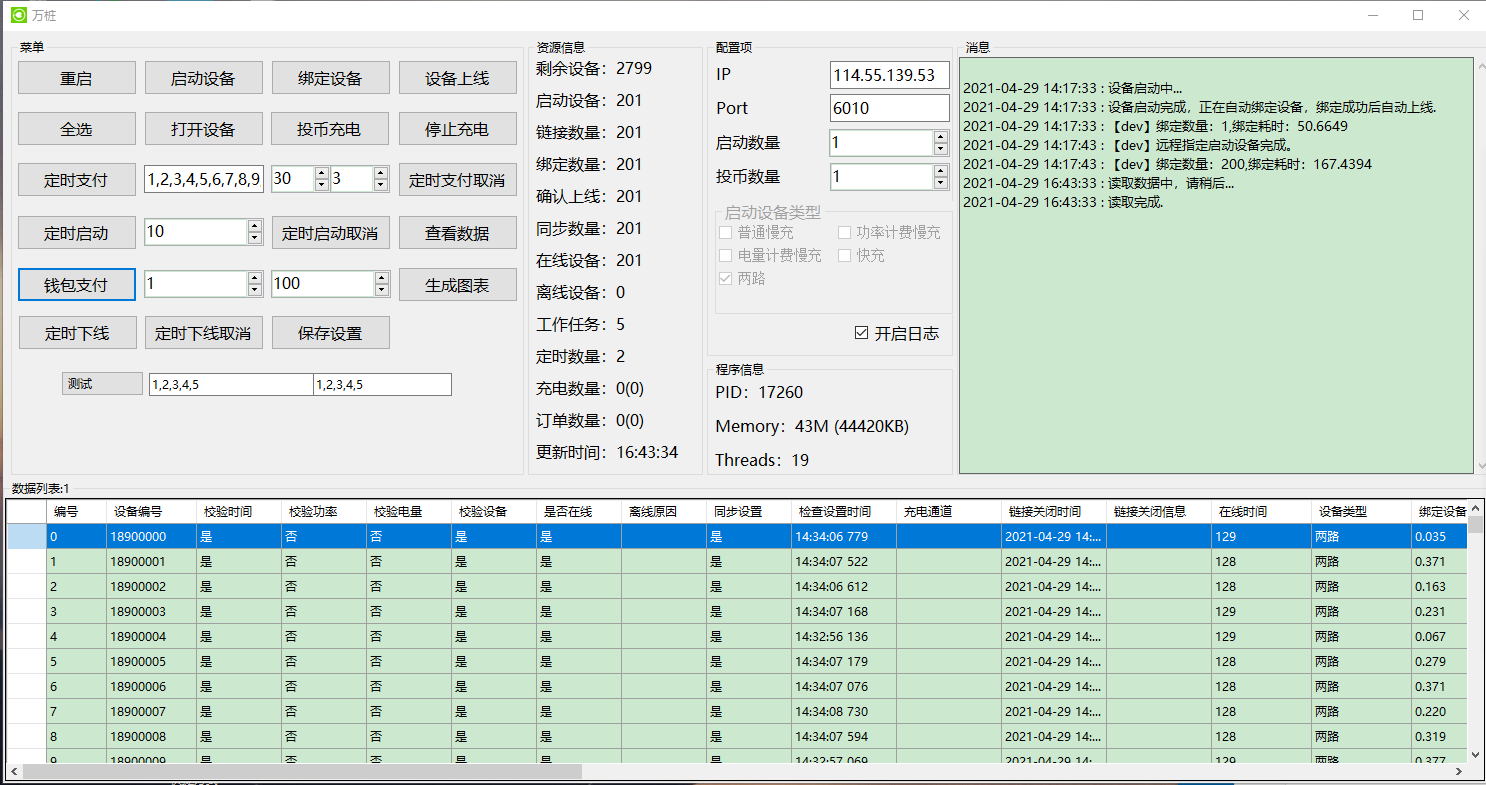 万桩
菜单
重启 启动设备 绑定设备 设备上线
全选 打开设备 投币充电 停止充电
定时支付 1,2,3,4,5,6,7,8,9 30 3 定时支付取消
定时启动 10 定时启动取消 查看数据
钱包支付 1 100 生成图表
定时下线 定时下线取消 保存设置
测试 1,2,3,4,5 1,2,3,4,5
资源信息
剩余设备：2799
启动设备：201
链接数量：201
绑定数量：201
确认上线：201
同步数量：201
在线设备：201
离线设备：0
工作任务：5
定时数量：2
充电数量：0(0)
订单数量：0(0)
更新时间：16:43:34
配置项
IP 114.55.139.53
Port 6010
启动数量 1
投币数量 1
启动设备类型
普通慢充 功率计费慢充
电量计费慢充 快充
两路
开启日志
程序信息
PID：17260
Memory：43M (44420KB)
Threads：19
消息
2021-04-29 14:17:33 : 设备启动中...
2021-04-29 14:17:33 : 设备启动完成，正在自动绑定设备，绑定成功后自动上线.
2021-04-29 14:17:33 : 【dev】绑定数量：1,绑定耗时：50.6649
2021-04-29 14:17:43 : 【dev】远程指定启动设备完成。
2021-04-29 14:17:43 : 【dev】绑定数量：200,绑定耗时：167.4394
2021-04-29 16:43:33 : 读取数据中，请稍后...
2021-04-29 16:43:33 : 读取完成.
数据列表:1
编号 设备编号 校验时间 校验功率 校验电量 校验设备 是否在线 离线原因 同步设置 检查设置时间 充电通道 链接关闭时间 链接关闭信息 在线时间 设备类型 绑定设备
0 18900000 是 否 否 是 是 是 14:34:06 779 2021-04-29 14:... 129 两路 0.035
1 18900001 是 否 否 是 是 是 14:34:07 522 2021-04-29 14:... 128 两路 0.371
2 18900002 是 否 否 是 是 是 14:34:06 612 2021-04-29 14:... 128 两路 0.163
3 18900003 是 否 否 是 是 是 14:34:07 168 2021-04-29 14:... 129 两路 0.231
4 18900004 是 否 否 是 是 是 14:32:56 136 2021-04-29 14:... 129 两路 0.067
5 18900005 是 否 否 是 是 是 14:34:07 179 2021-04-29 14:... 128 两路 0.279
6 18900006 是 否 否 是 是 是 14:34:07 076 2021-04-29 14:... 128 两路 0.371
7 18900007 是 否 否 是 是 是 14:34:08 730 2021-04-29 14:... 128 两路 0.220
8 18900008 是 否 否 是 是 是 14:34:07 594 2021-04-29 14:... 128 两路 0.319
9 18900009 是 否 否 是 是 是 14:32:57 069 2021-04-29 14:... 129 两路 0.377